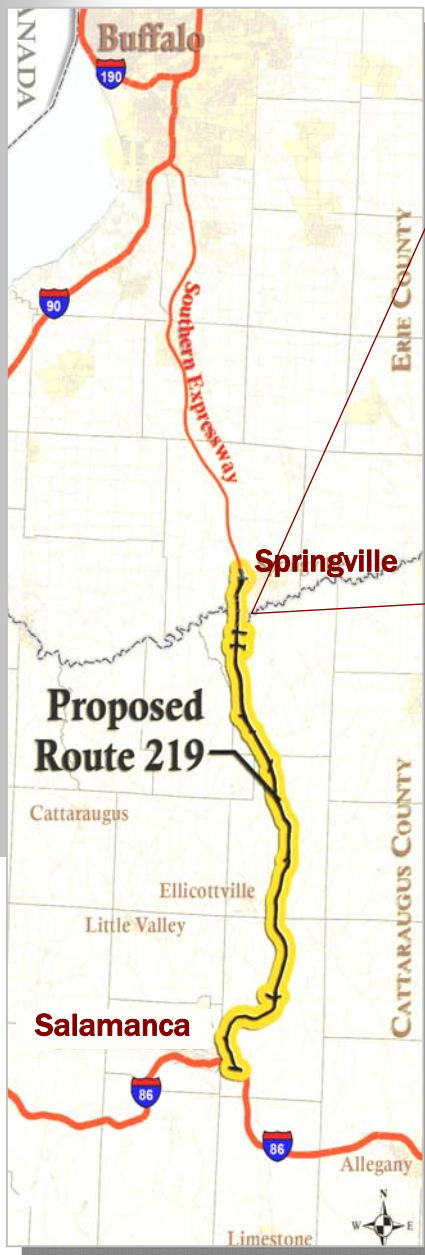 ANADA
Buffalo
190
ERIE COUNTY
90
Southern Expressway
Springville
Proposed
Route 219
Cattaraugus
CATTARAUGUS COUNTY
Ellicottville
Little Valley
Salamanca
86
86
Allegany
N
W E
S
Limestone